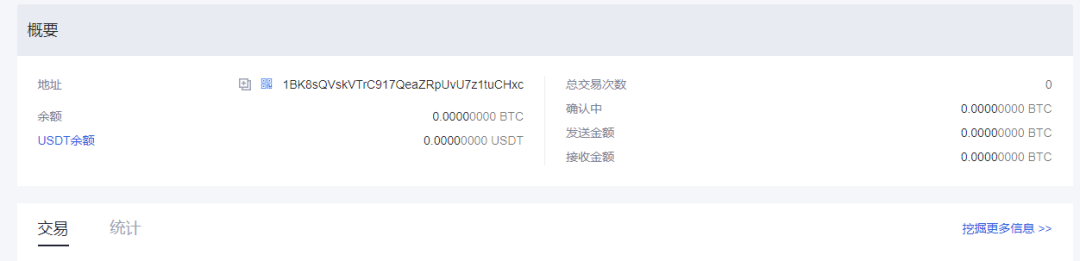 概要
地址 1BK8sQVskVTrC917QeaZRpUvU7z1tuCHxc
余额 0.00000000 BTC
USDT余额 0.00000000 USDT
总交易次数 0
确认中 0.00000000 BTC
发送金额 0.00000000 BTC
接收金额 0.00000000 BTC
交易 统计 挖掘更多信息 >>